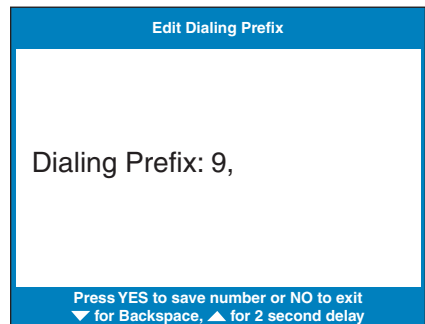 Edit Dialing Prefix
Dialing Prefix: 9,
Press YES to save number or NO to exit
▼ for Backspace, ▲ for 2 second delay